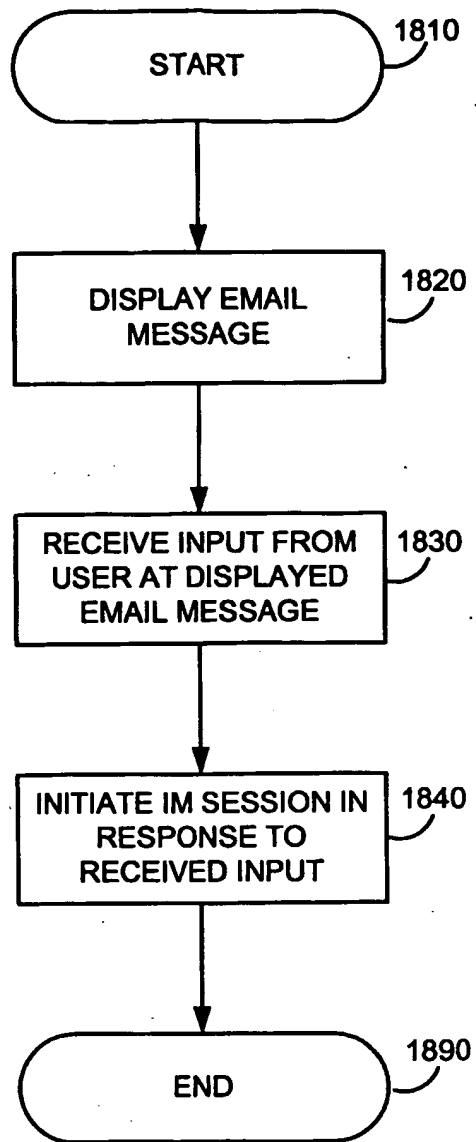 START
1810
DISPLAY EMAIL
MESSAGE
1820
RECEIVE INPUT FROM
USER AT DISPLAYED
EMAIL MESSAGE
1830
INITIATE IM SESSION IN
RESPONSE TO
RECEIVED INPUT
1840
END
1890